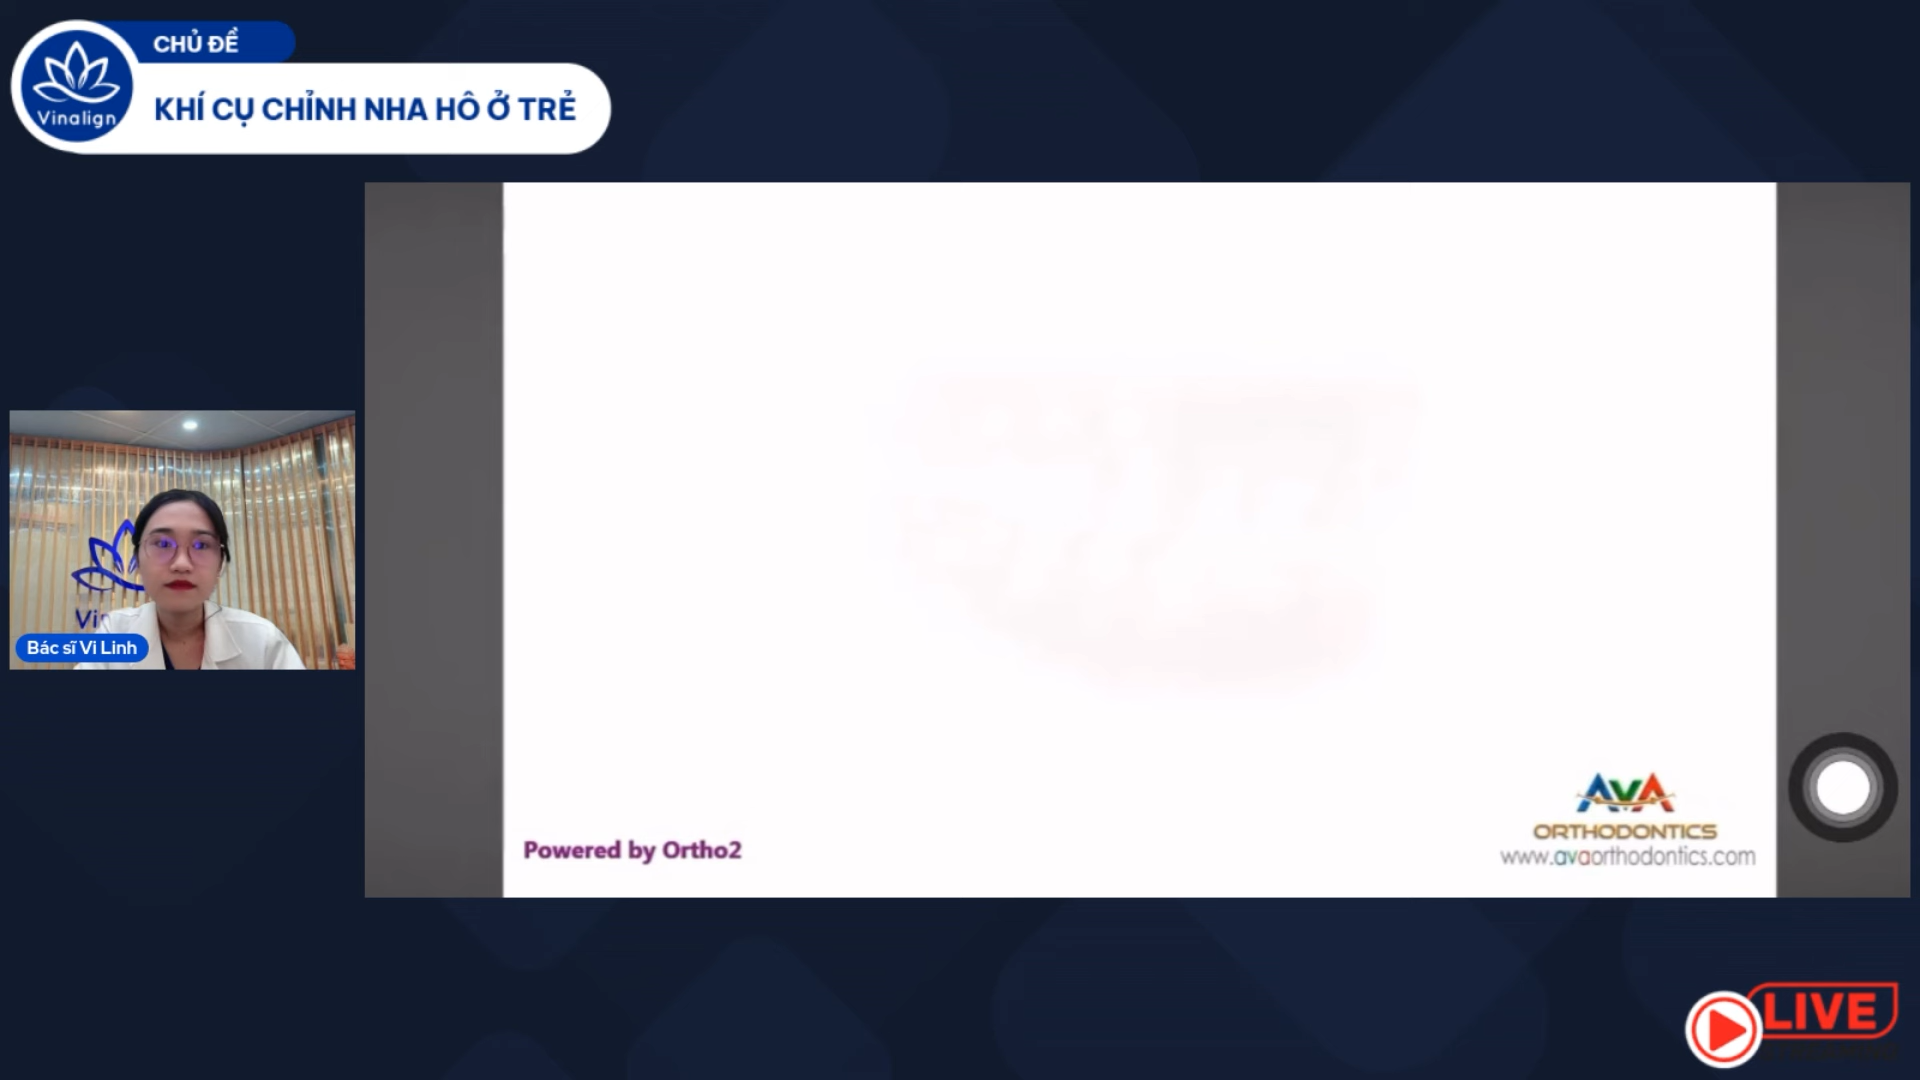 CHỦ ĐỀ
Vinalign
KHÍ CỤ CHỈNH NHA HÔ Ở TRẺ
Bác sĩ Vi Linh
Powered by Ortho2
AVA
ORTHODONTICS
www.avaorthodontics.com
LIVE